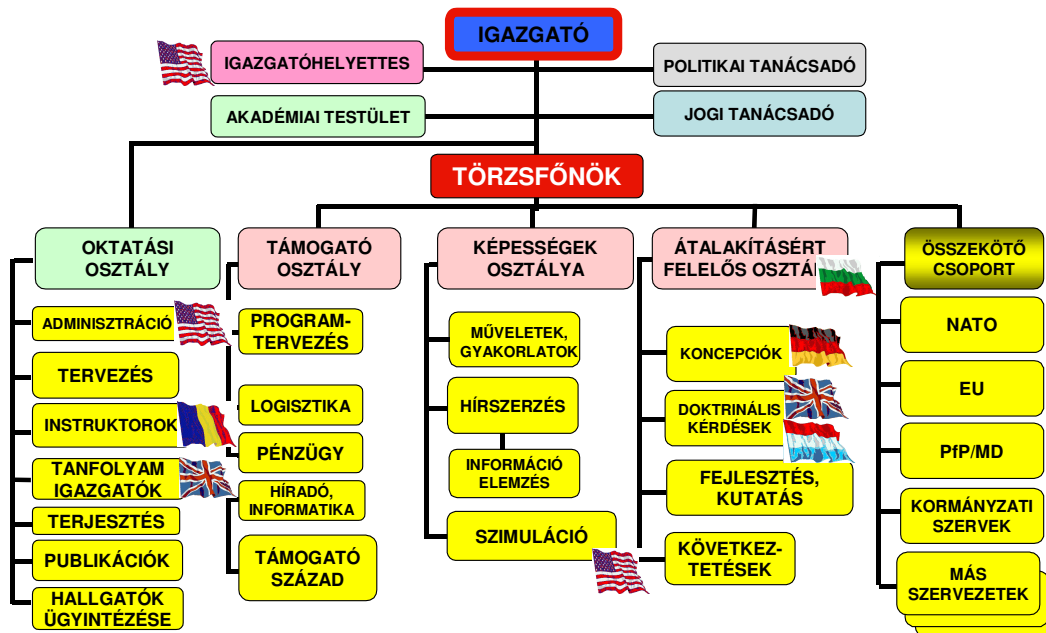 IGAZGATÓ
IGAZGATÓHELYETTES
POLITIKAI TANÁCSADÓ
AKADÉMIAI TESTÜLET
JOGI TANÁCSADÓ
TÖRZSFŐNÖK
OKTATÁSI
OSZTÁLY
ADMINISZTRÁCIÓ
TERVEZÉS
INSTRUKTOROK
TANFOLYAM
IGAZGATÓK
TERJESZTÉS
PUBLIKÁCIÓK
HALLGATÓK
ÜGYINTÉZÉSE
TÁMOGATÓ
OSZTÁLY
PROGRAM-
TERVEZÉS
LOGISZTIKA
PÉNZÜGY
HÍRADÓ,
INFORMATIKA
TÁMOGATÓ
SZÁZAD
KÉPESSÉGEK
OSZTÁLYA
MŰVELETEK,
GYAKORLATOK
HÍRSZERZÉS
INFORMÁCIÓ
ELEMZÉS
SZIMULÁCIÓ
ÁTALAKÍTÁSÉRT
FELELŐS OSZTÁLY
KONCEPCIÓK
DOKTRINÁLIS
KÉRDÉSEK
FEJLESZTÉS,
KUTATÁS
KÖVETKEZ-
TETÉSEK
ÖSSZEKÖTŐ
CSOPORT
NATO
EU
PfP/MD
KORMÁNYZATI
SZERVEK
MÁS
SZERVEZETEK